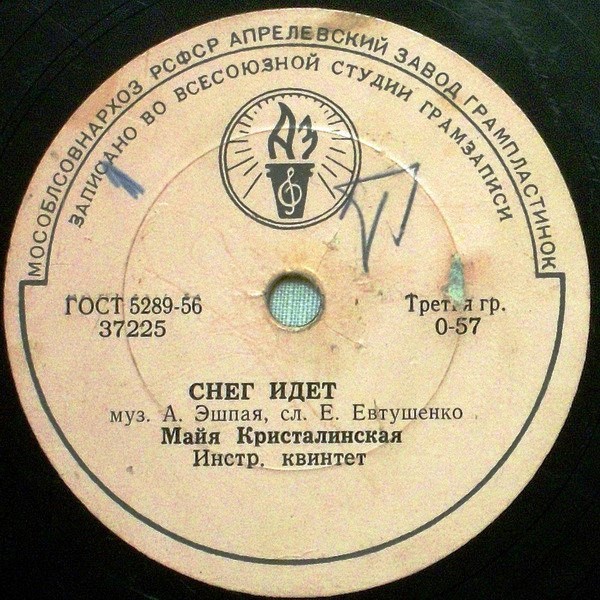 МОСОБЛСОВНАРХОЗ РСФСР АПРЕЛЕВСКИЙ ЗАВОД ГРАМПЛАСТИНОК
ЗАПИСАНО ВО ВСЕСОЮЗНОЙ СТУДИИ ГРАМЗАПИСИ
АЗ
ГОСТ 5289-56
37225
Третья гр.
0-57
СНЕГ ИДЕТ
муз. А. Эшпая, сл. Е. Евтушенко
Майя Кристалинская
Инстр. квинтет